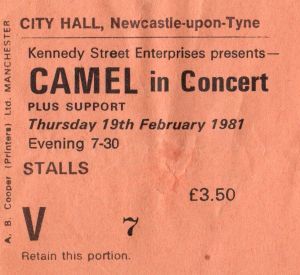 CITY HALL, Newcastle-upon-Tyne
Kennedy Street Enterprises presents—
CAMEL in Concert
PLUS SUPPORT
Thursday 19th February 1981
Evening 7-30
STALLS
£3.50
V 7
Retain this portion.
A. B. Cooper (Printers) Ltd. MANCHESTER